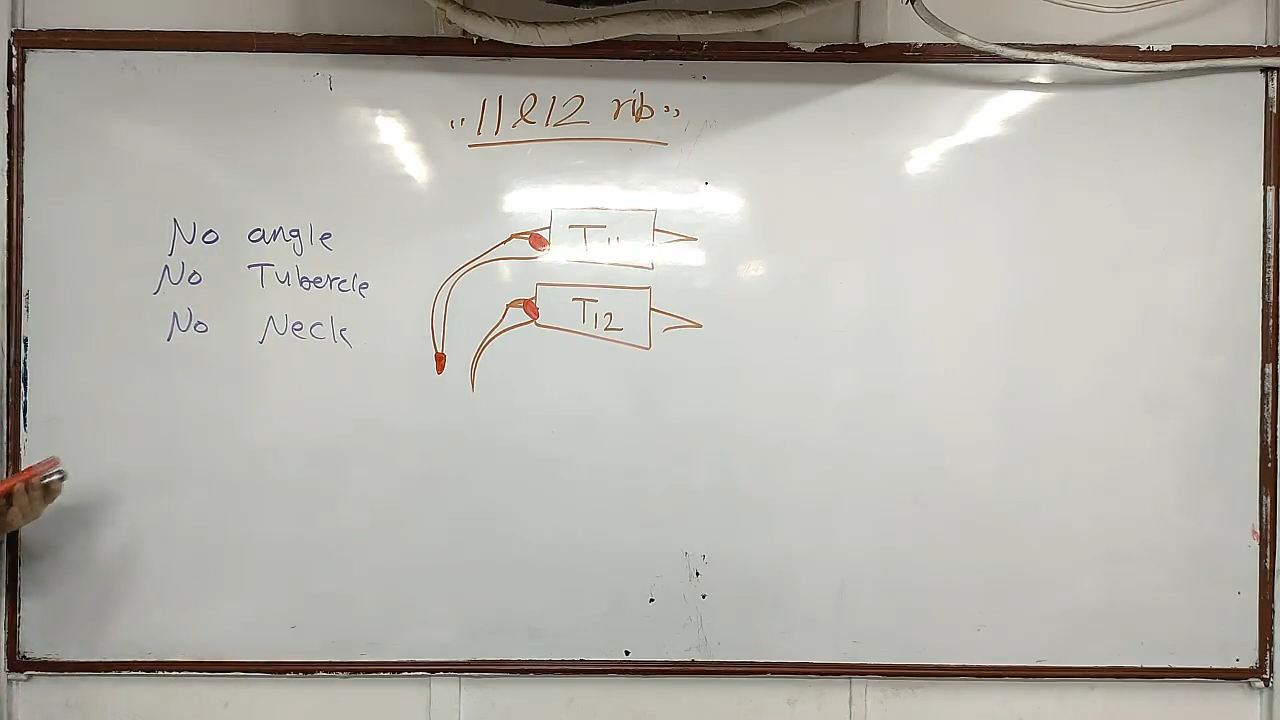 "11 & 12 rib"
No angle
No Tubercle
No Neck
T11
T12